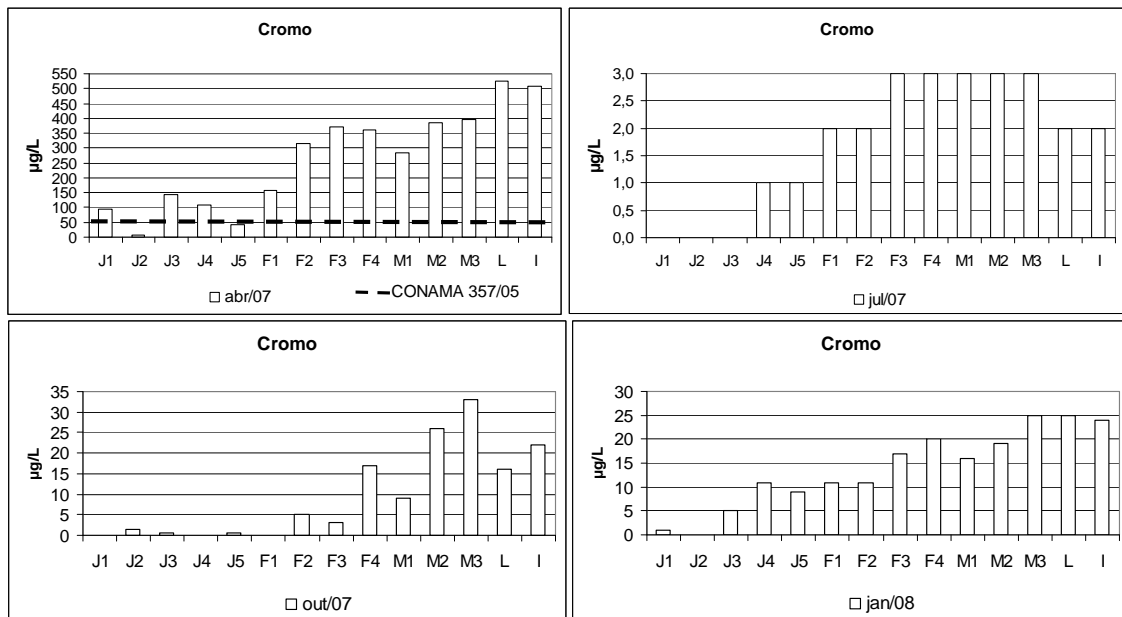 Cromo
550
500
450
400
350
300
250
200
150
100
50
0
µg/L
J1 J2 J3 J4 J5 F1 F2 F3 F4 M1 M2 M3 L I
abr/07 CONAMA 357/05
Cromo
3,0
2,5
2,0
1,5
1,0
0,5
0,0
µg/L
J1 J2 J3 J4 J5 F1 F2 F3 F4 M1 M2 M3 L I
jul/07
Cromo
35
30
25
20
15
10
5
0
µg/L
J1 J2 J3 J4 J5 F1 F2 F3 F4 M1 M2 M3 L I
out/07
Cromo
30
25
20
15
10
5
0
µg/L
J1 J2 J3 J4 J5 F1 F2 F3 F4 M1 M2 M3 L I
jan/08